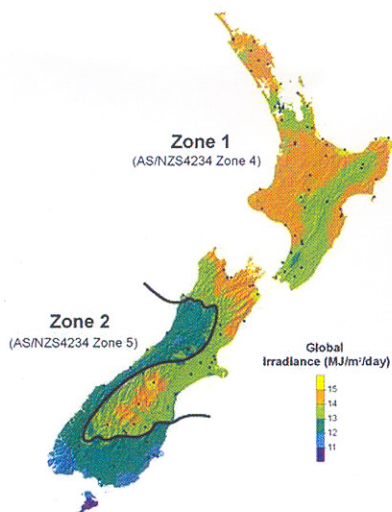 Zone 1
(AS/NZS4234 Zone 4)
Zone 2
(AS/NZS4234 Zone 5)
Global
Irradiance (MJ/m²/day)
15
14
13
12
11